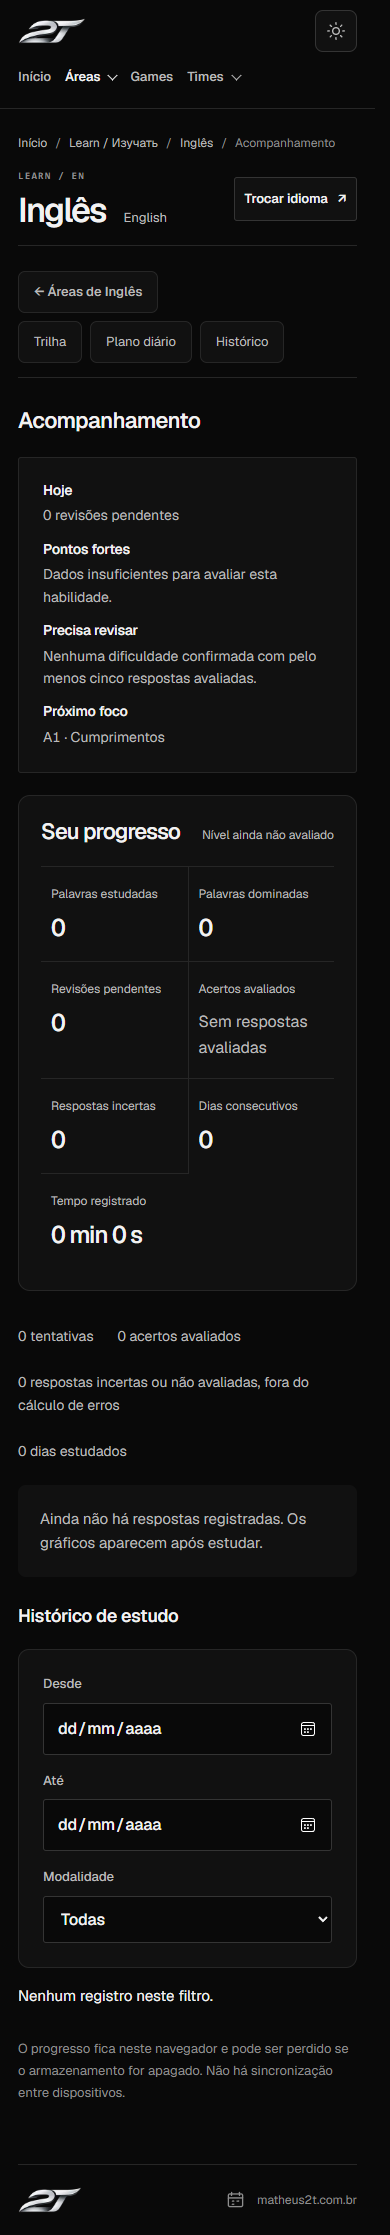 2T
Início Áreas Games Times
Início / Learn / Изучать / Inglês / Acompanhamento
LEARN / EN
Inglês English
Trocar idioma ↗
← Áreas de Inglês
Trilha Plano diário Histórico
Acompanhamento
Hoje
0 revisões pendentes
Pontos fortes
Dados insuficientes para avaliar esta
habilidade.
Precisa revisar
Nenhuma dificuldade confirmada com pelo
menos cinco respostas avaliadas.
Próximo foco
A1 · Cumprimentos
Seu progresso Nível ainda não avaliado
Palavras estudadas Palavras dominadas
0 0
Revisões pendentes Acertos avaliados
0 Sem respostas
avaliadas
Respostas incertas Dias consecutivos
0 0
Tempo registrado
0 min 0 s
0 tentativas 0 acertos avaliados
0 respostas incertas ou não avaliadas, fora do
cálculo de erros
0 dias estudados
Ainda não há respostas registradas. Os
gráficos aparecem após estudar.
Histórico de estudo
Desde
dd/mm/aaaa
Até
dd/mm/aaaa
Modalidade
Todas
Nenhum registro neste filtro.
O progresso fica neste navegador e pode ser perdido se
o armazenamento for apagado. Não há sincronização
entre dispositivos.
2T matheus2t.com.br